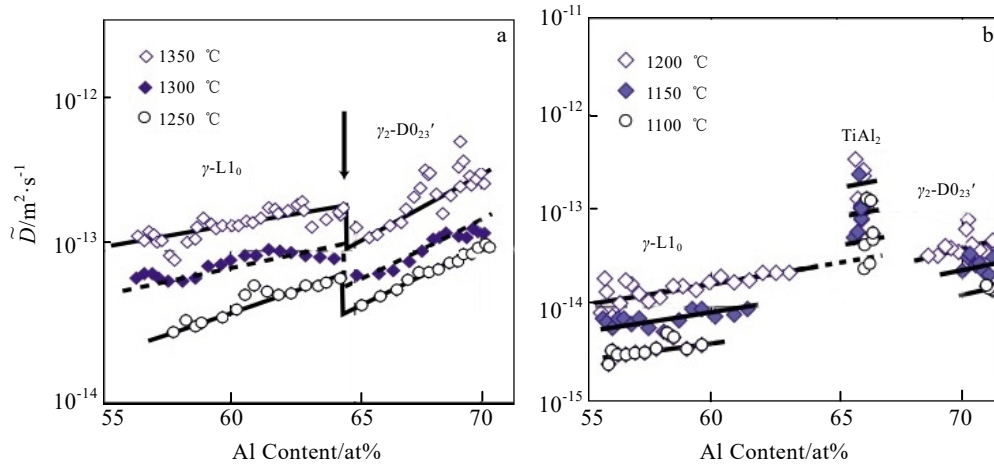 a
◇ 1350 ℃
◆ 1300 ℃
○ 1250 ℃
γ-L1₀
γ₂-D0₂₃′
10⁻¹²
10⁻¹³
10⁻¹⁴
D̃/m²·s⁻¹
55 60 65 70
Al Content/at%
b
◇ 1200 ℃
◆ 1150 ℃
○ 1100 ℃
TiAl₂
γ₂-D0₂₃′
γ-L1₀
10⁻¹¹
10⁻¹²
10⁻¹³
10⁻¹⁴
10⁻¹⁵
55 60 65 70
Al Content/at%